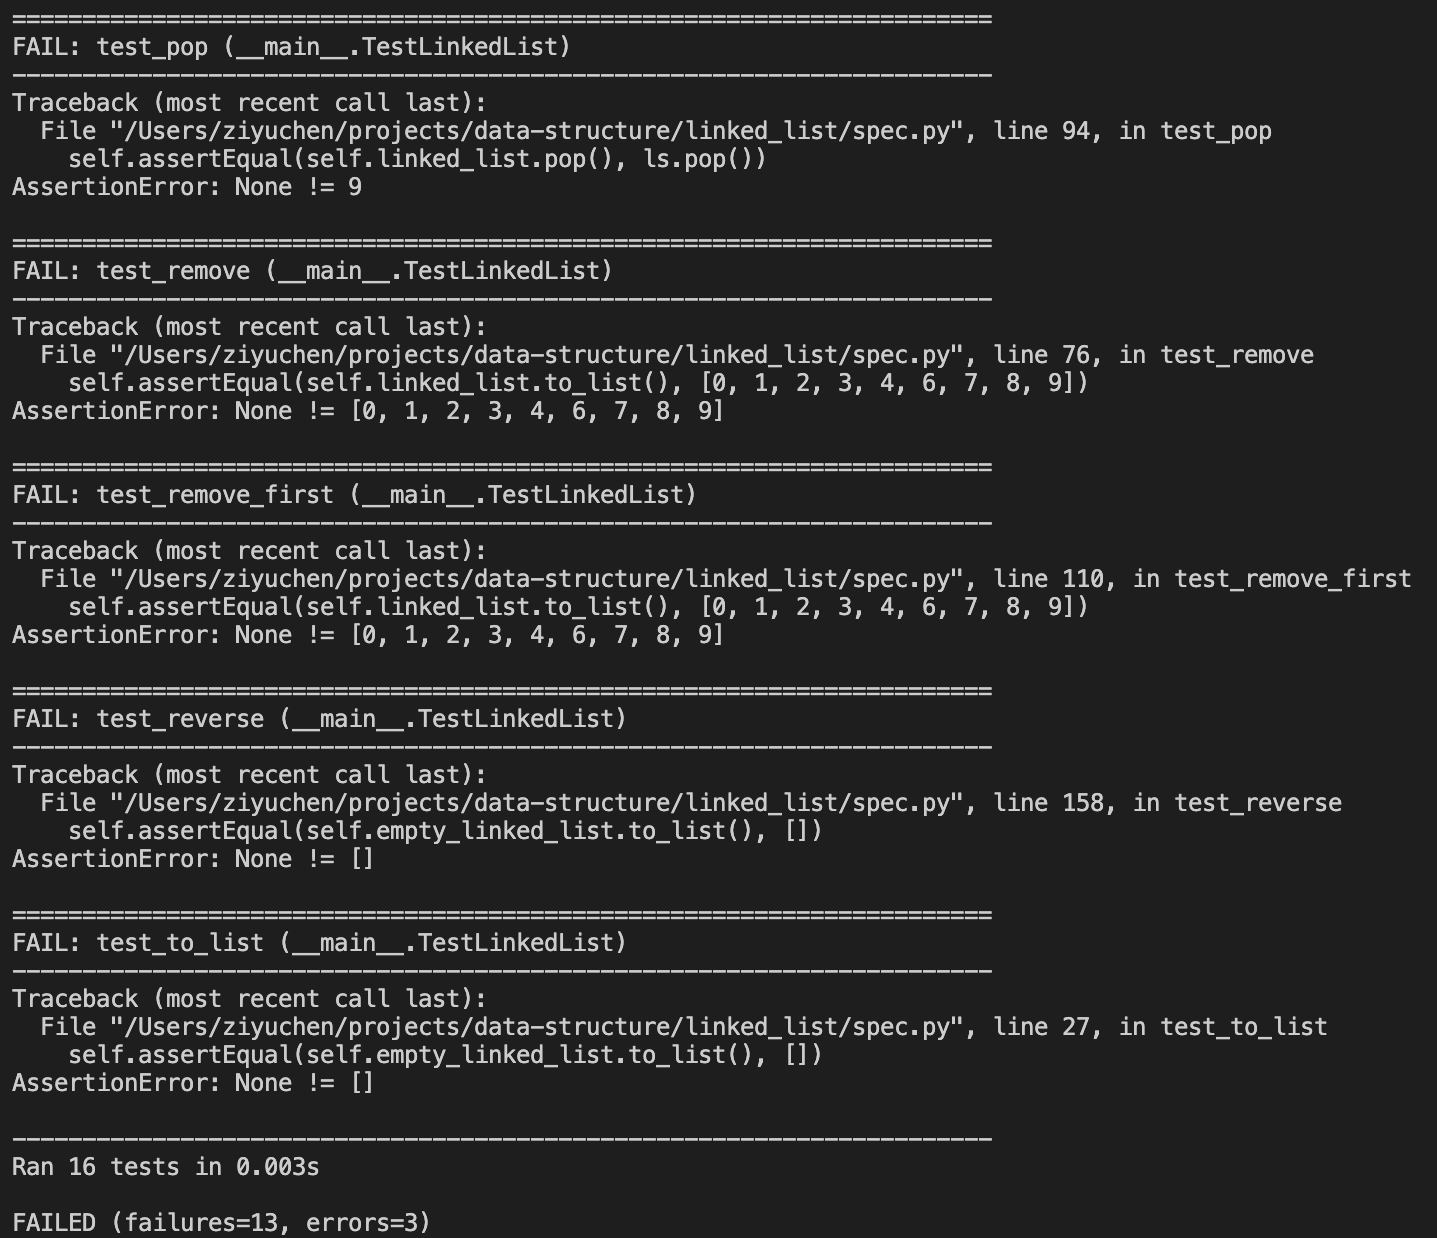 ======================================================================
FAIL: test_pop (__main__.TestLinkedList)
----------------------------------------------------------------------
Traceback (most recent call last):
  File "/Users/ziyuchen/projects/data-structure/linked_list/spec.py", line 94, in test_pop
    self.assertEqual(self.linked_list.pop(), ls.pop())
AssertionError: None != 9

======================================================================
FAIL: test_remove (__main__.TestLinkedList)
----------------------------------------------------------------------
Traceback (most recent call last):
  File "/Users/ziyuchen/projects/data-structure/linked_list/spec.py", line 76, in test_remove
    self.assertEqual(self.linked_list.to_list(), [0, 1, 2, 3, 4, 6, 7, 8, 9])
AssertionError: None != [0, 1, 2, 3, 4, 6, 7, 8, 9]

======================================================================
FAIL: test_remove_first (__main__.TestLinkedList)
----------------------------------------------------------------------
Traceback (most recent call last):
  File "/Users/ziyuchen/projects/data-structure/linked_list/spec.py", line 110, in test_remove_first
    self.assertEqual(self.linked_list.to_list(), [0, 1, 2, 3, 4, 6, 7, 8, 9])
AssertionError: None != [0, 1, 2, 3, 4, 6, 7, 8, 9]

======================================================================
FAIL: test_reverse (__main__.TestLinkedList)
----------------------------------------------------------------------
Traceback (most recent call last):
  File "/Users/ziyuchen/projects/data-structure/linked_list/spec.py", line 158, in test_reverse
    self.assertEqual(self.empty_linked_list.to_list(), [])
AssertionError: None != []

======================================================================
FAIL: test_to_list (__main__.TestLinkedList)
----------------------------------------------------------------------
Traceback (most recent call last):
  File "/Users/ziyuchen/projects/data-structure/linked_list/spec.py", line 27, in test_to_list
    self.assertEqual(self.empty_linked_list.to_list(), [])
AssertionError: None != []

----------------------------------------------------------------------
Ran 16 tests in 0.003s

FAILED (failures=13, errors=3)